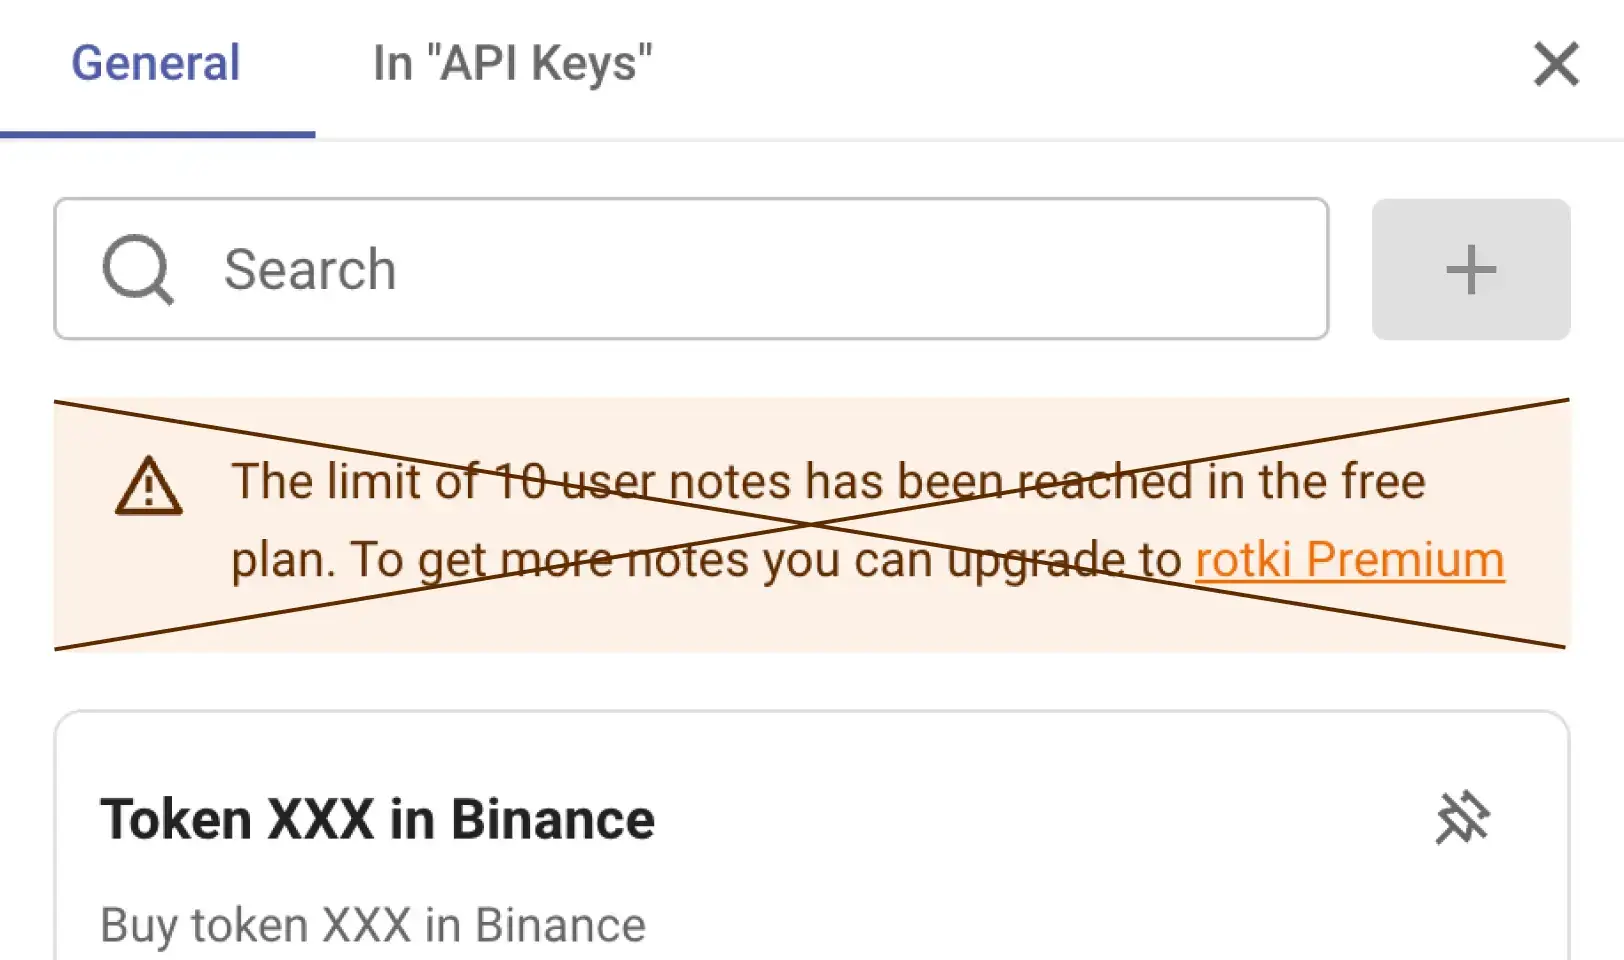 General
In "API Keys"
Search
The limit of 10 user notes has been reached in the free
plan. To get more notes you can upgrade to rotki Premium
Token XXX in Binance
Buy token XXX in Binance